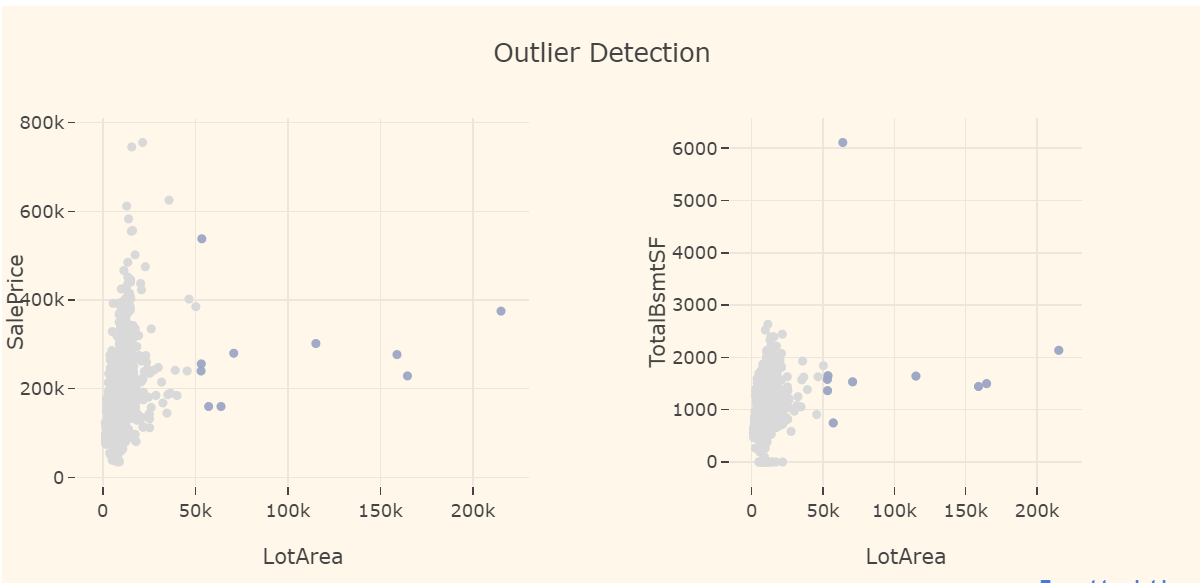 Outlier Detection
800k
600k
400k
200k
0
SalePrice
0 50k 100k 150k 200k
LotArea
6000
5000
4000
3000
2000
1000
0
TotalBsmtSF
0 50k 100k 150k 200k
LotArea